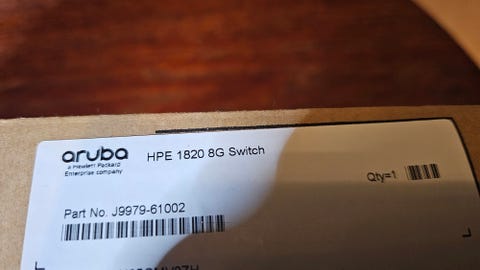 aruba
a Hewlett Packard
Enterprise company
HPE 1820 8G Switch
Qty=1
Part No. J9979-61002